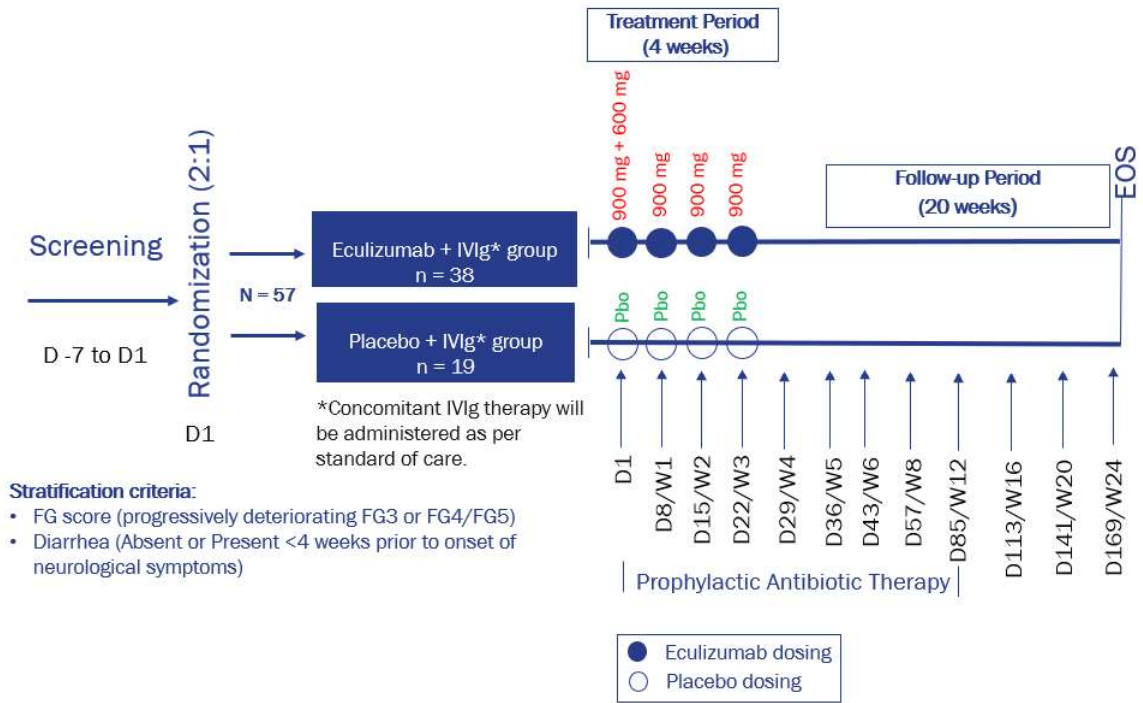 Treatment Period
(4 weeks)
900 mg + 600 mg
900 mg
900 mg
900 mg
Follow-up Period
(20 weeks)
EOS
Screening
D -7 to D1
Randomization (2:1)
D1
N = 57
Eculizumab + IVIg* group
n = 38
Placebo + IVIg* group
n = 19
Pbo
Pbo
Pbo
Pbo
*Concomitant IVIg therapy will
be administered as per
standard of care.
D1
D8/W1
D15/W2
D22/W3
D29/W4
D36/W5
D43/W6
D57/W8
D85/W12
D113/W16
D141/W20
D169/W24
Prophylactic Antibiotic Therapy
Stratification criteria:
• FG score (progressively deteriorating FG3 or FG4/FG5)
• Diarrhea (Absent or Present <4 weeks prior to onset of
neurological symptoms)
Eculizumab dosing
Placebo dosing